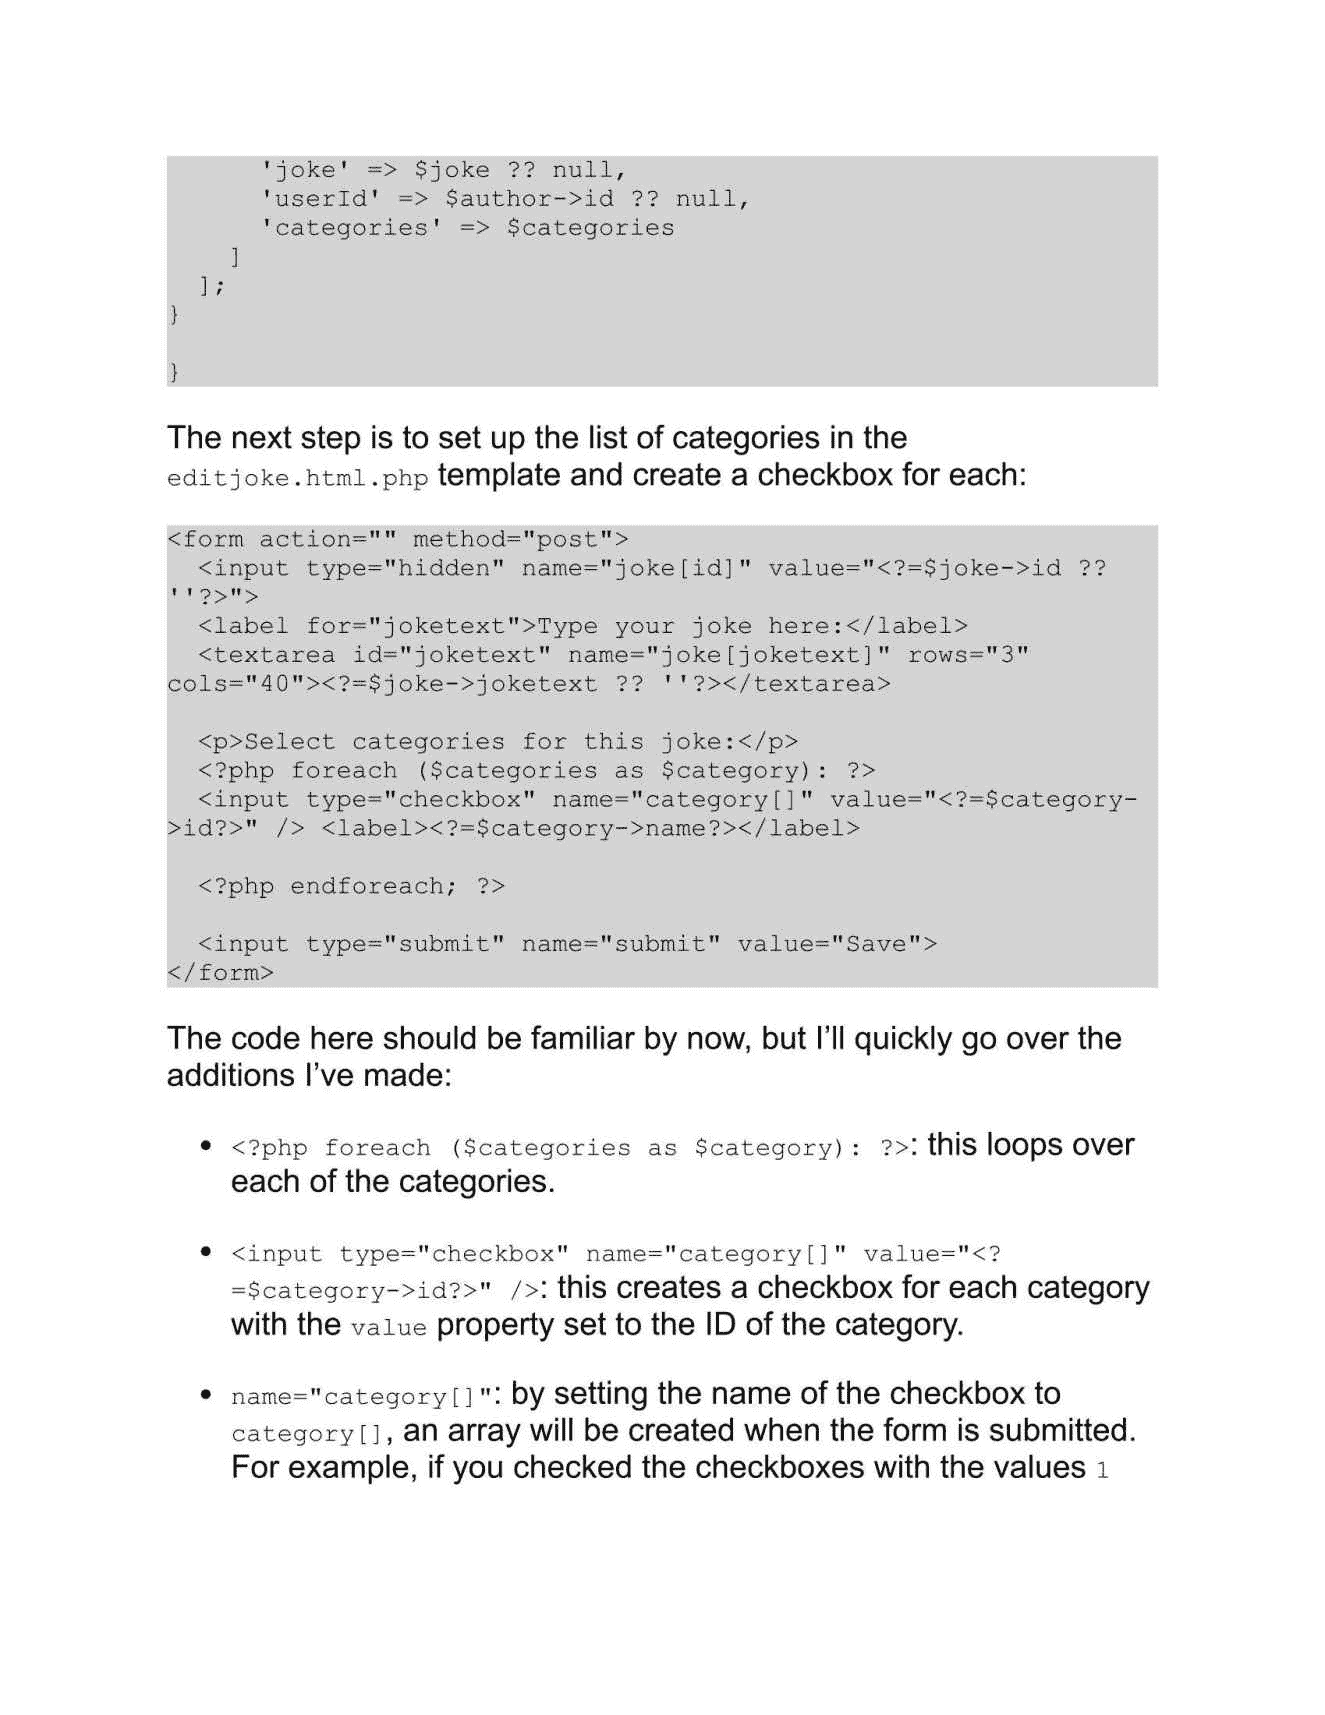 'joke' => $joke ?? null,
'userId' => $author->id ?? null,
'categories' => $categories
]
];
}
}
The next step is to set up the list of categories in the
editjoke.html.php template and create a checkbox for each:
<form action="" method="post">
<input type="hidden" name="joke[id]" value="<?=$joke->id ??
''?>">
<label for="joketext">Type your joke here:</label>
<textarea id="joketext" name="joke[joketext]" rows="3"
cols="40"><?=$joke->joketext ?? ''?></textarea>
<p>Select categories for this joke:</p>
<?php foreach ($categories as $category): ?>
<input type="checkbox" name="category[]" value="<?=$category-
>id?>" /> <label><?=$category->name?></label>
<?php endforeach; ?>
<input type="submit" name="submit" value="Save">
</form>
The code here should be familiar by now, but I’ll quickly go over the
additions I’ve made:
• <?php foreach ($categories as $category): ?>: this loops over
each of the categories.
• <input type="checkbox" name="category[]" value="<?
=$category->id?>" />: this creates a checkbox for each category
with the value property set to the ID of the category.
• name="category[]": by setting the name of the checkbox to
category[], an array will be created when the form is submitted.
For example, if you checked the checkboxes with the values 1